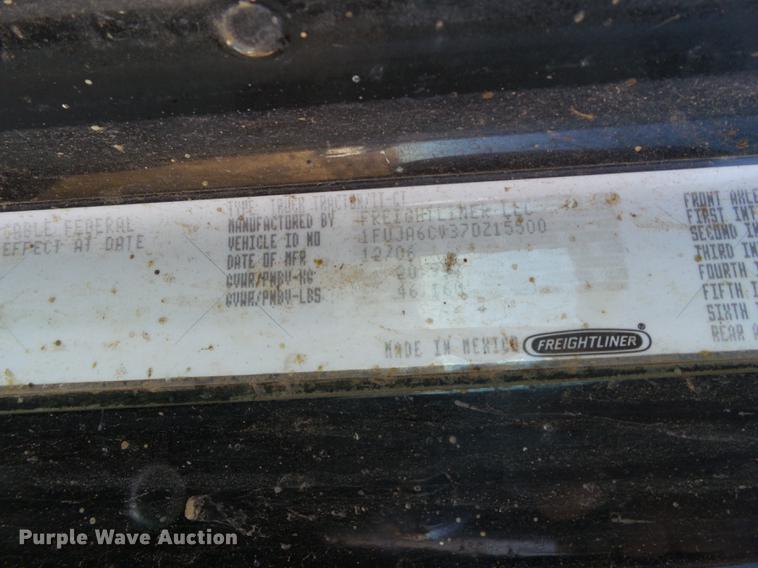 CABLE FEDERAL
EFFECT AT DATE
TYPE: TRUCK TRACTOR/
MANUFACTURED BY FREIGHTLINER LLC
VEHICLE ID NO 1FUJA6CV37DZ15500
DATE OF MFR 12/06
GVWR/PNBV-KG
GVWR/PNBV-LBS
MADE IN MEXICO
FREIGHTLINER®
FRONT AXLE
FIRST INT
SECOND IN
THIRD IN
FOURTH I
FIFTH I
SIXTH
REAR A
Purple Wave Auction®